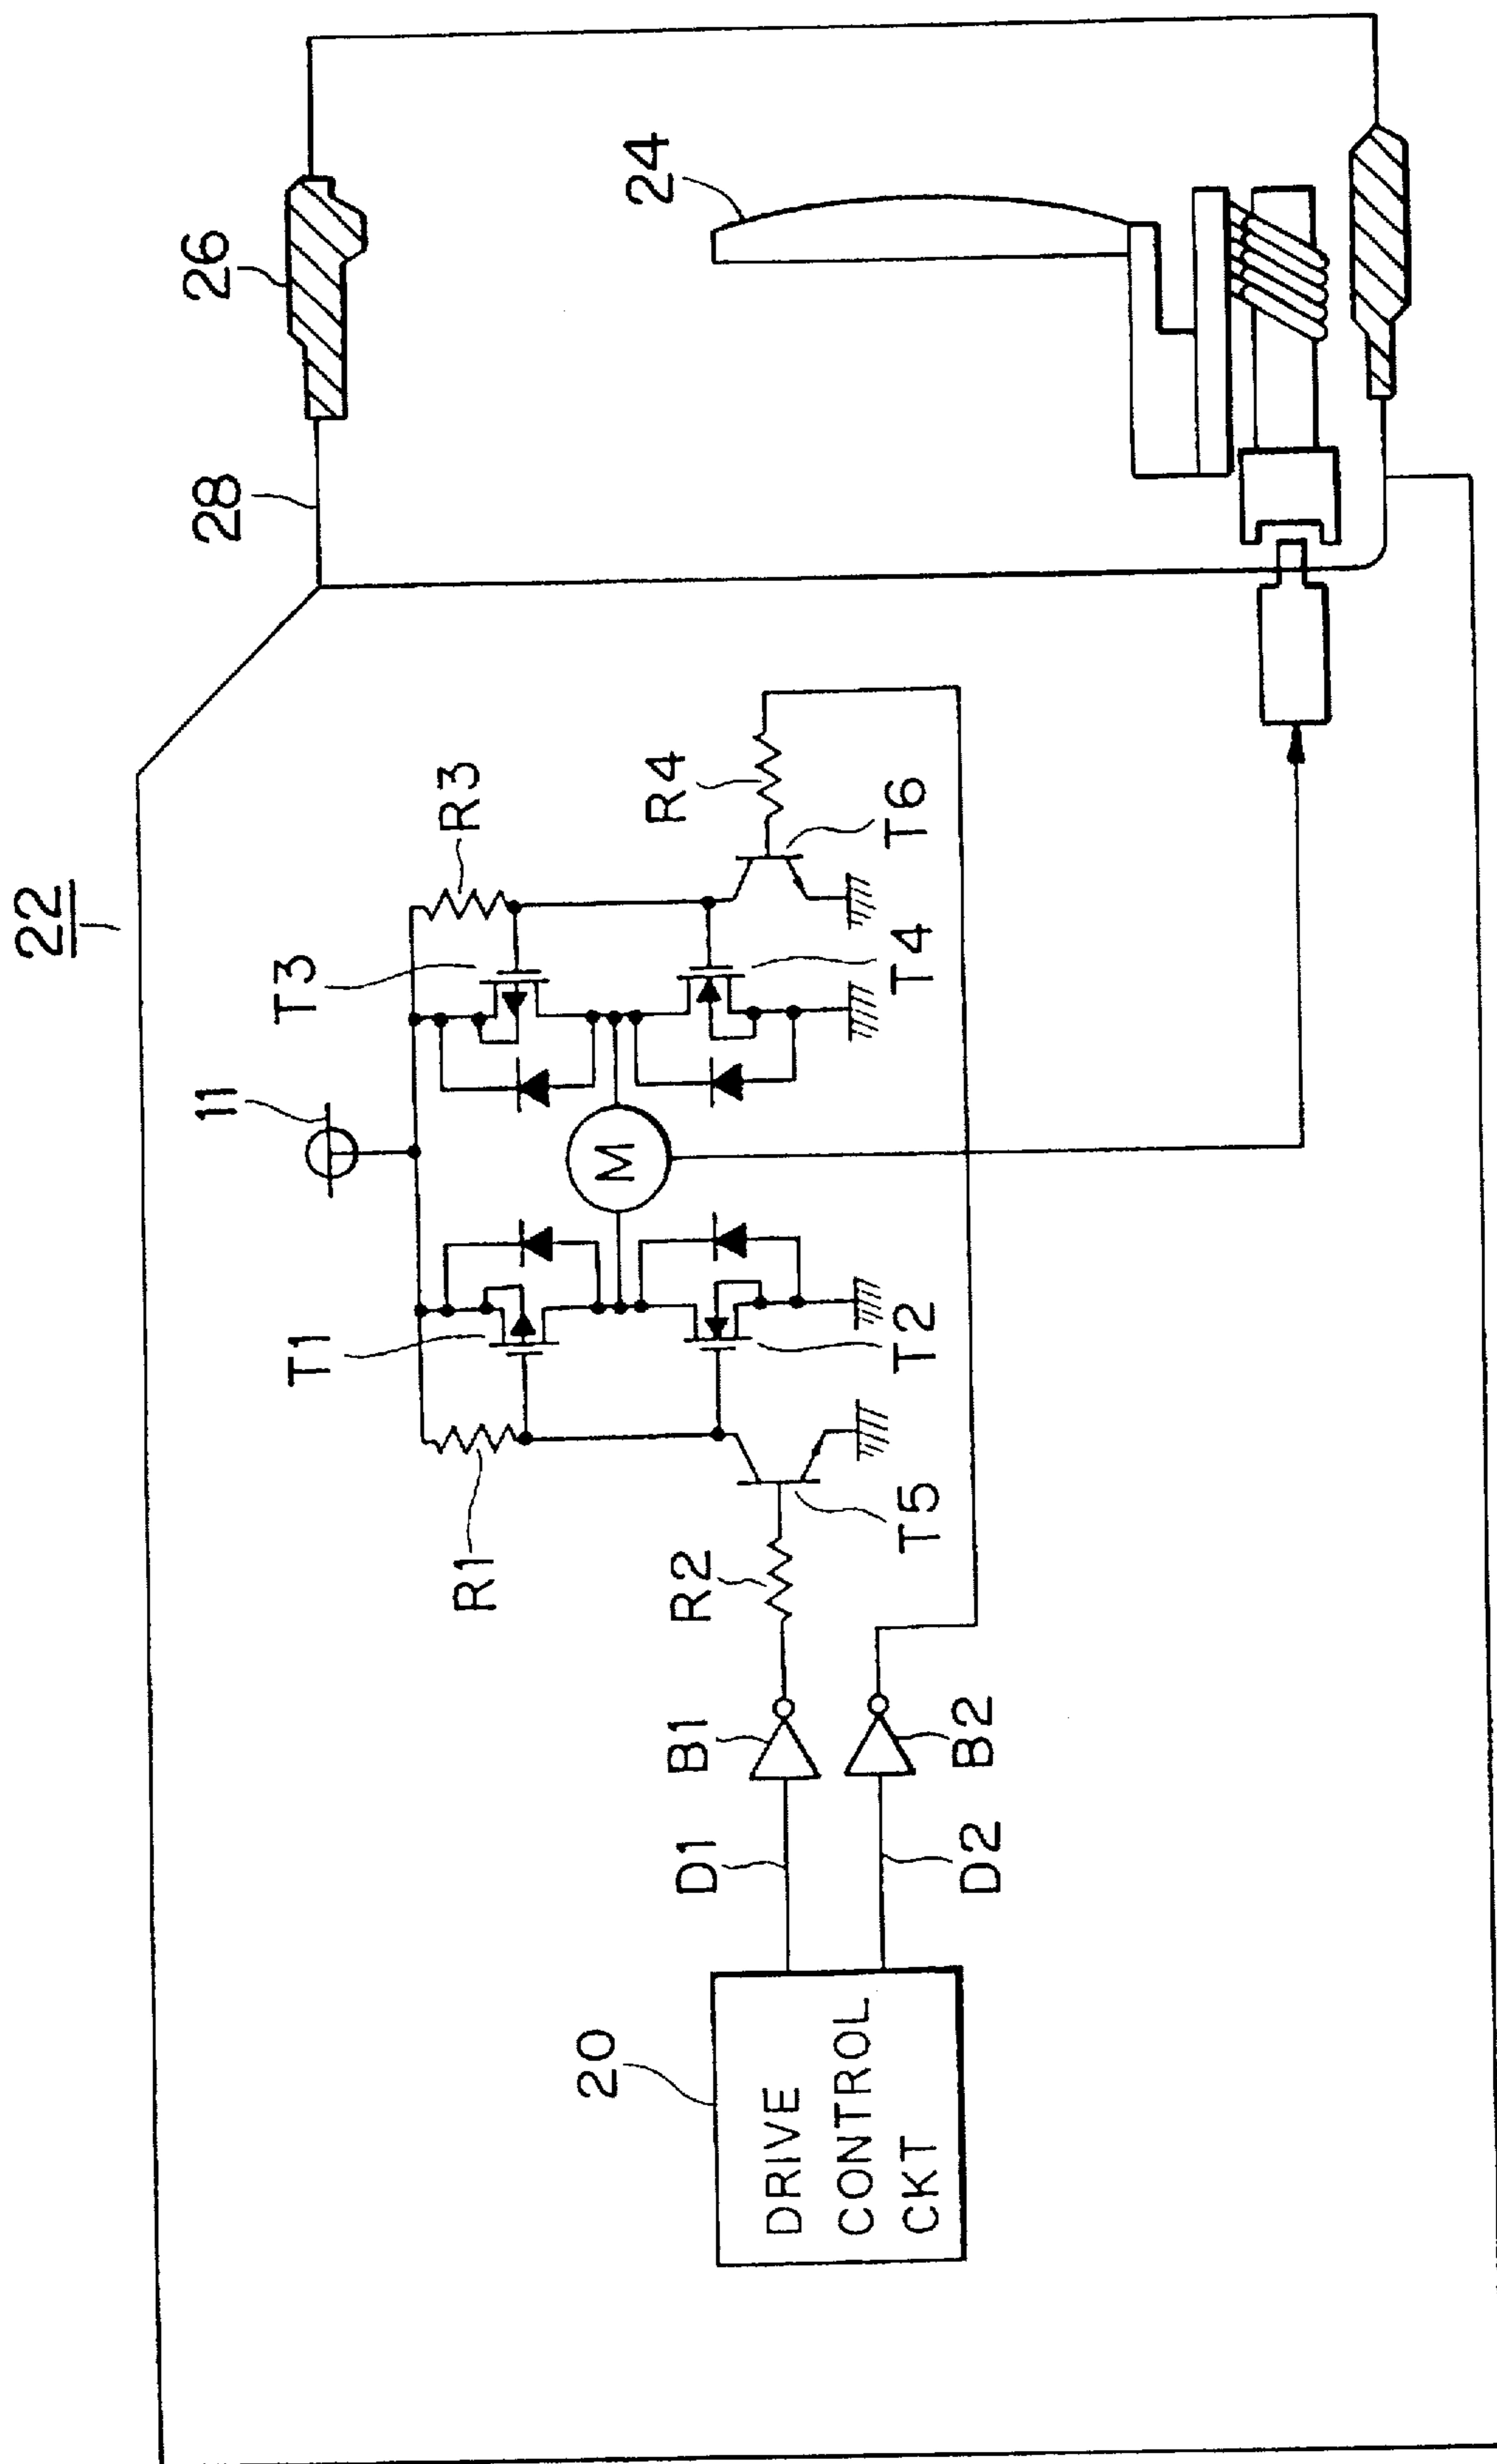 22
26
28
24
11
T1
T3
R1
R3
M
R2
T5
T2
T4
T6
R4
20
DRIVE
CONTROL
CKT
D1
B1
D2
B2